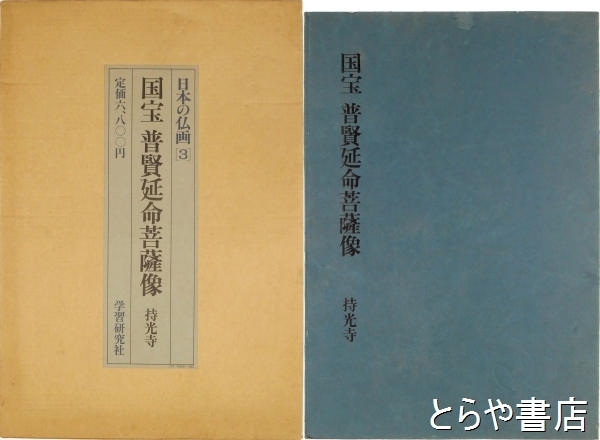 日本の仏画[3]
国宝 普賢延命菩薩像 持光寺
定価六、八〇〇円
学習研究社
国宝 普賢延命菩薩像 持光寺
とらや書店